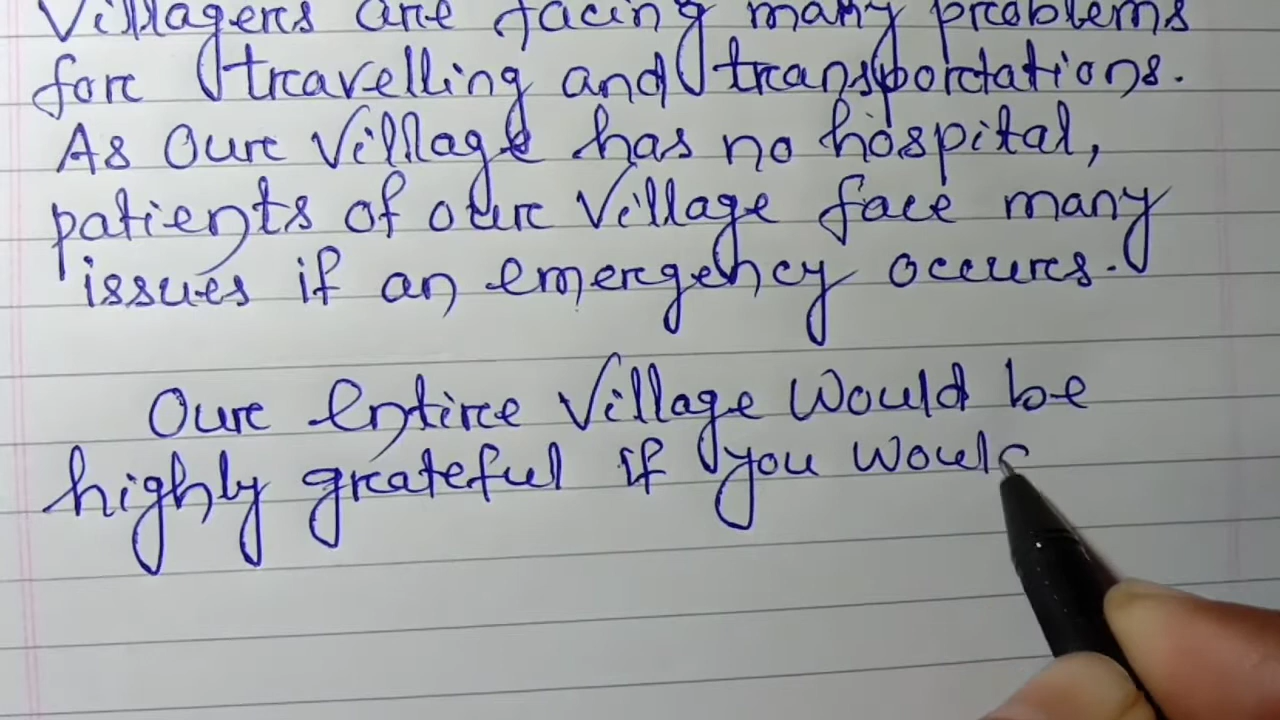 Villagers are facing many problems
for travelling and transportations.
As Our Village has no hospital,
patients of our Village face many
issues if an emergency occures.
Our Entire Village Would be
highly grateful if you Would